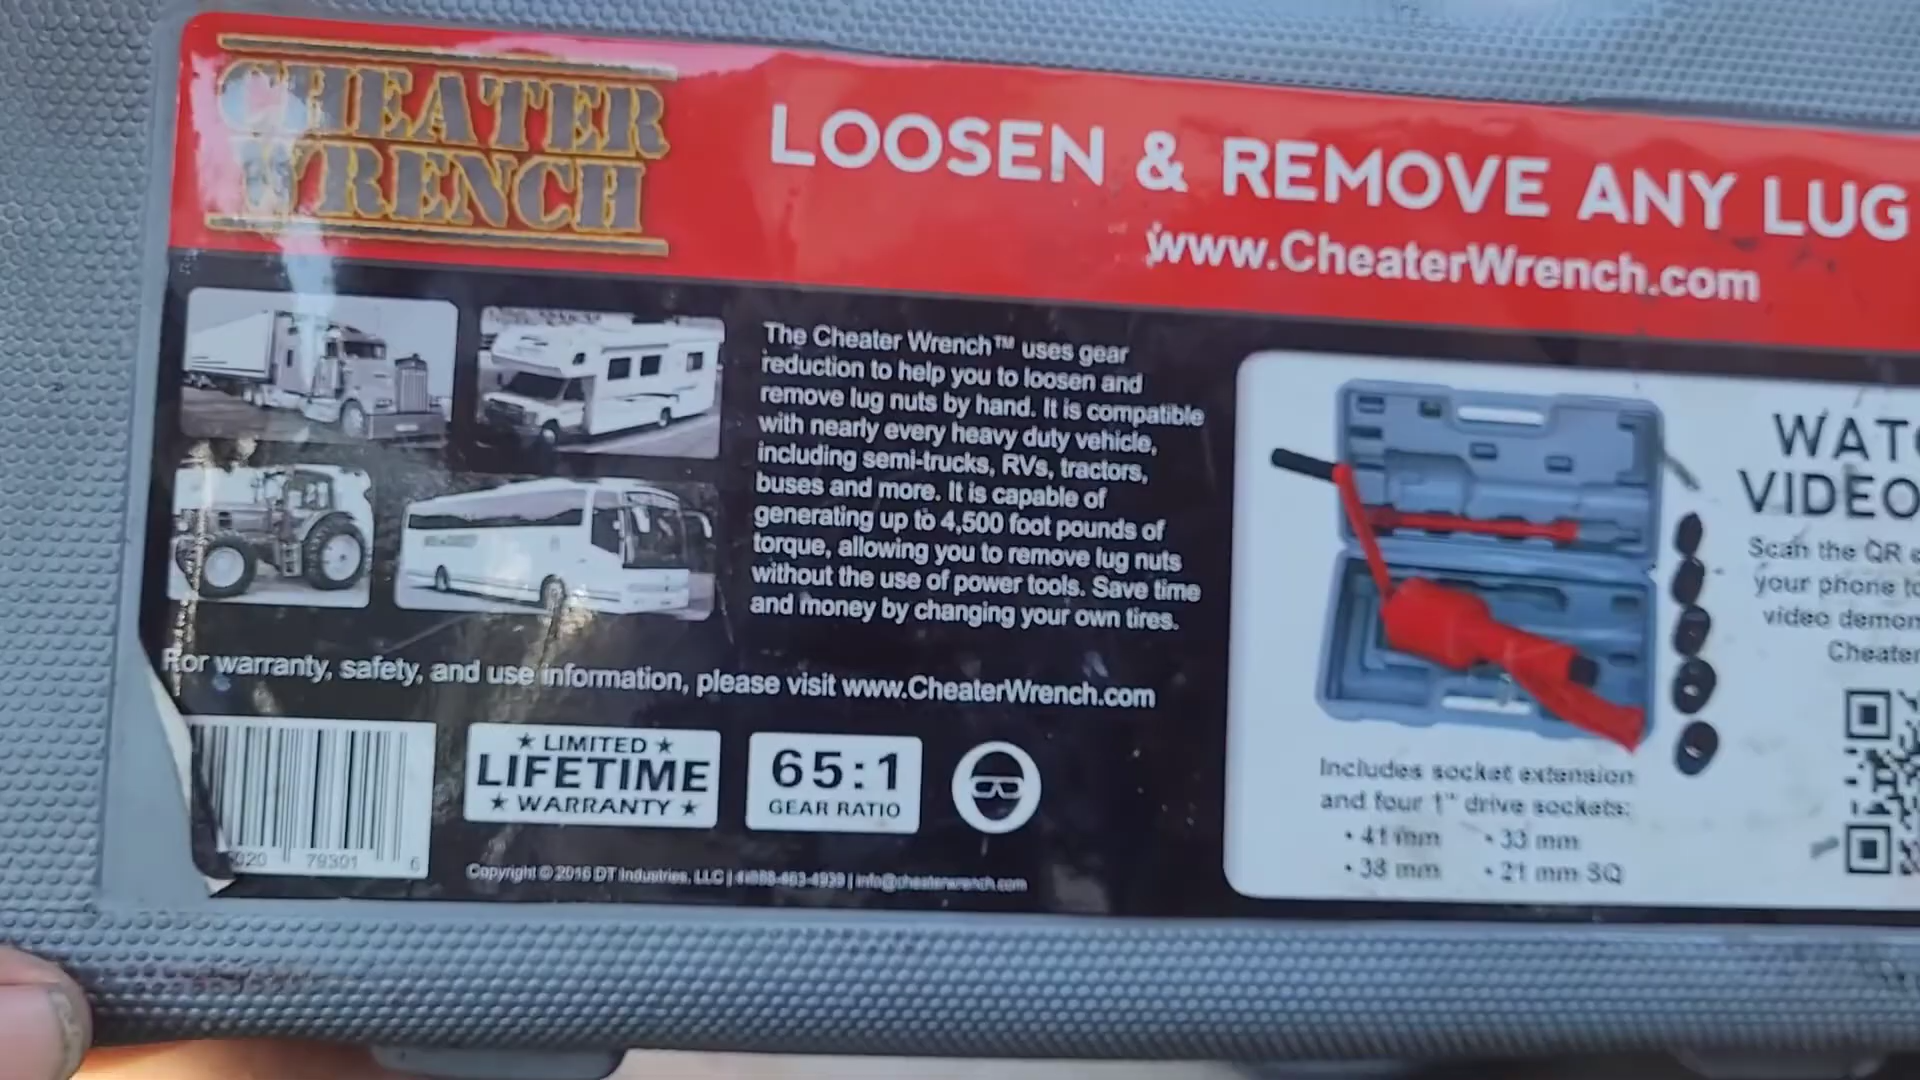 CHEATER
WRENCH
LOOSEN & REMOVE ANY LUG
www.CheaterWrench.com
The Cheater Wrench™ uses gear
reduction to help you to loosen and
remove lug nuts by hand. It is compatible
with nearly every heavy duty vehicle,
including semi-trucks, RVs, tractors,
buses and more. It is capable of
generating up to 4,500 foot pounds of
torque, allowing you to remove lug nuts
without the use of power tools. Save time
and money by changing your own tires.
For warranty, safety, and use information, please visit www.CheaterWrench.com
020 79301 6
★ LIMITED ★
LIFETIME
★ WARRANTY ★
65:1
GEAR RATIO
Copyright © 2016 DT Industries, LLC | | info@cheaterwrench.com
WATC
VIDEO
Scan the QR
your phone to
video demon
Cheater
Includes socket extension
and four 1" drive sockets:
• 41 mm • 33 mm
• 38 mm • 21 mm SQ